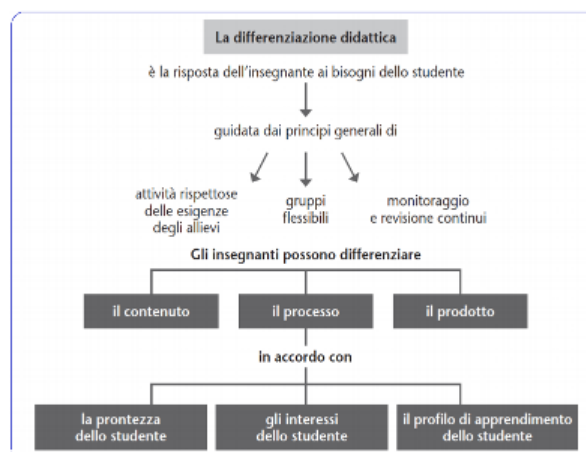 La differenziazione didattica
è la risposta dell'insegnante ai bisogni dello studente
guidata dai principi generali di
attività rispettose
delle esigenze
degli allievi
gruppi
flessibili
monitoraggio
e revisione continui
Gli insegnanti possono differenziare
il contenuto
il processo
il prodotto
in accordo con
la prontezza
dello studente
gli interessi
dello studente
il profilo di apprendimento
dello studente